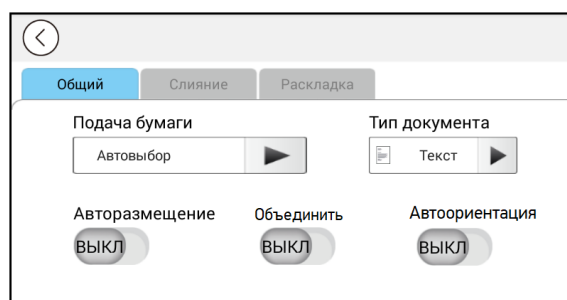 Общий Слияние Раскладка
Подача бумаги Тип документа
Автовыбор Текст
Авторазмещение Объединить Автоориентация
ВЫКЛ ВЫКЛ ВЫКЛ